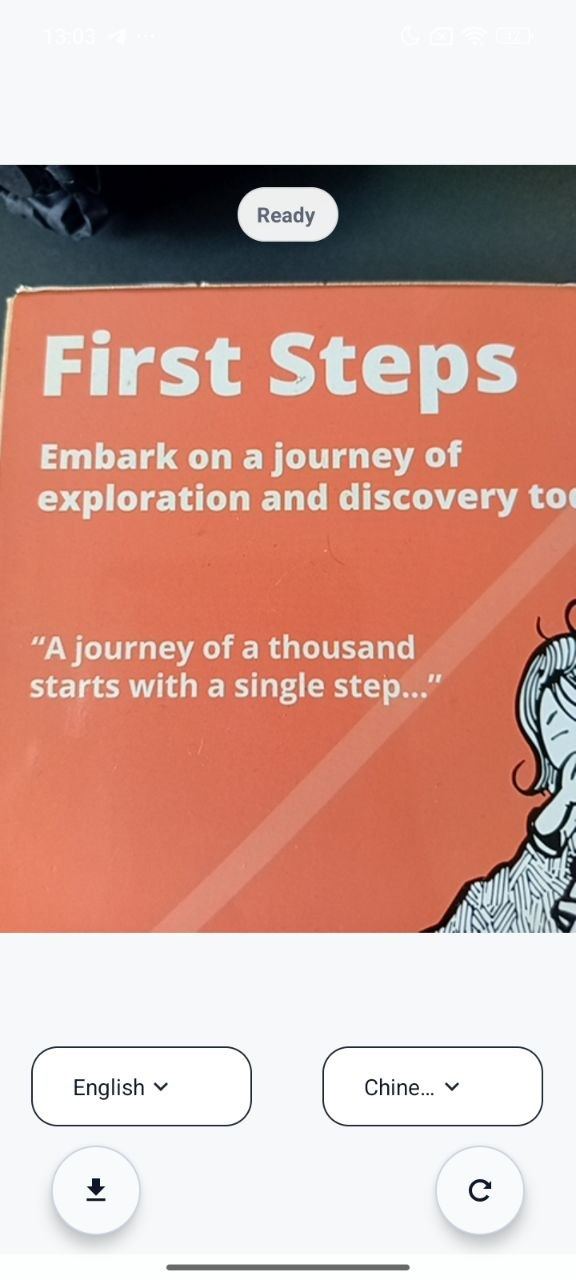 13:03
Ready
First Steps
Embark on a journey of
exploration and discovery
“A journey of a thousand
starts with a single step...”
English
Chine...